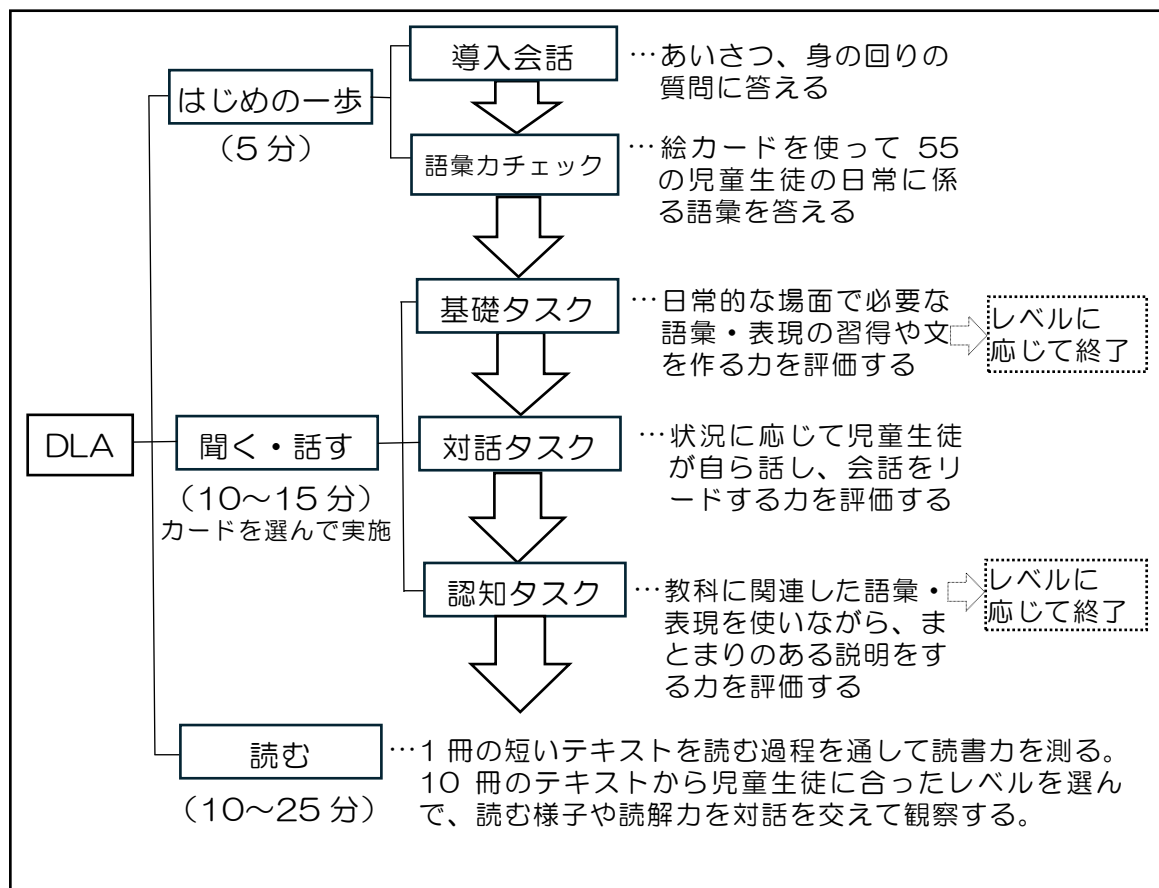 導入会話
…あいさつ、身の回りの
質問に答える
はじめの一歩
（5分）
語彙力チェック
…絵カードを使って 55
の児童生徒の日常に係
る語彙を答える
基礎タスク
…日常的な場面で必要な
語彙・表現の習得や文
を作る力を評価する
レベルに
応じて終了
DLA
聞く・話す
（10～15分）
カードを選んで実施
対話タスク
…状況に応じて児童生徒
が自ら話し、会話をリ
ードする力を評価する
認知タスク
…教科に関連した語彙・
表現を使いながら、ま
とまりのある説明をす
る力を評価する
レベルに
応じて終了
読む
（10～25分）
…1冊の短いテキストを読む過程を通して読書力を測る。
10 冊のテキストから児童生徒に合ったレベルを選ん
で、読む様子や読解力を対話を交えて観察する。